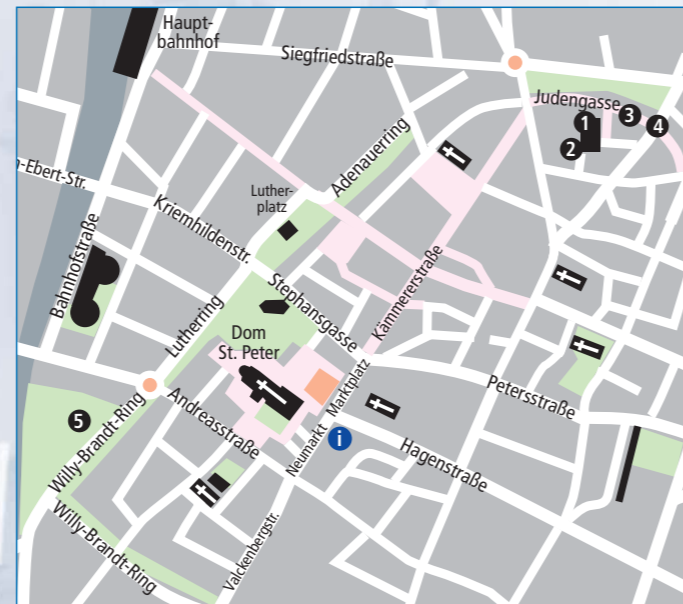 Haupt-
bahnhof
Siegfriedstraße
Judengasse
1
3
4
2
Adenauerring
n-Ebert-Str.
Luther-
platz
Kriemhildenstr.
Bahnhofstraße
Kämmererstraße
Stephansgasse
Lutherring
Dom
St. Peter
Marktplatz
Petersstraße
Andreasstraße
5
Willy-Brandt-Ring
Neumarkt
i
Hagenstraße
Willy-Brandt-Ring
Valckenbergstr.